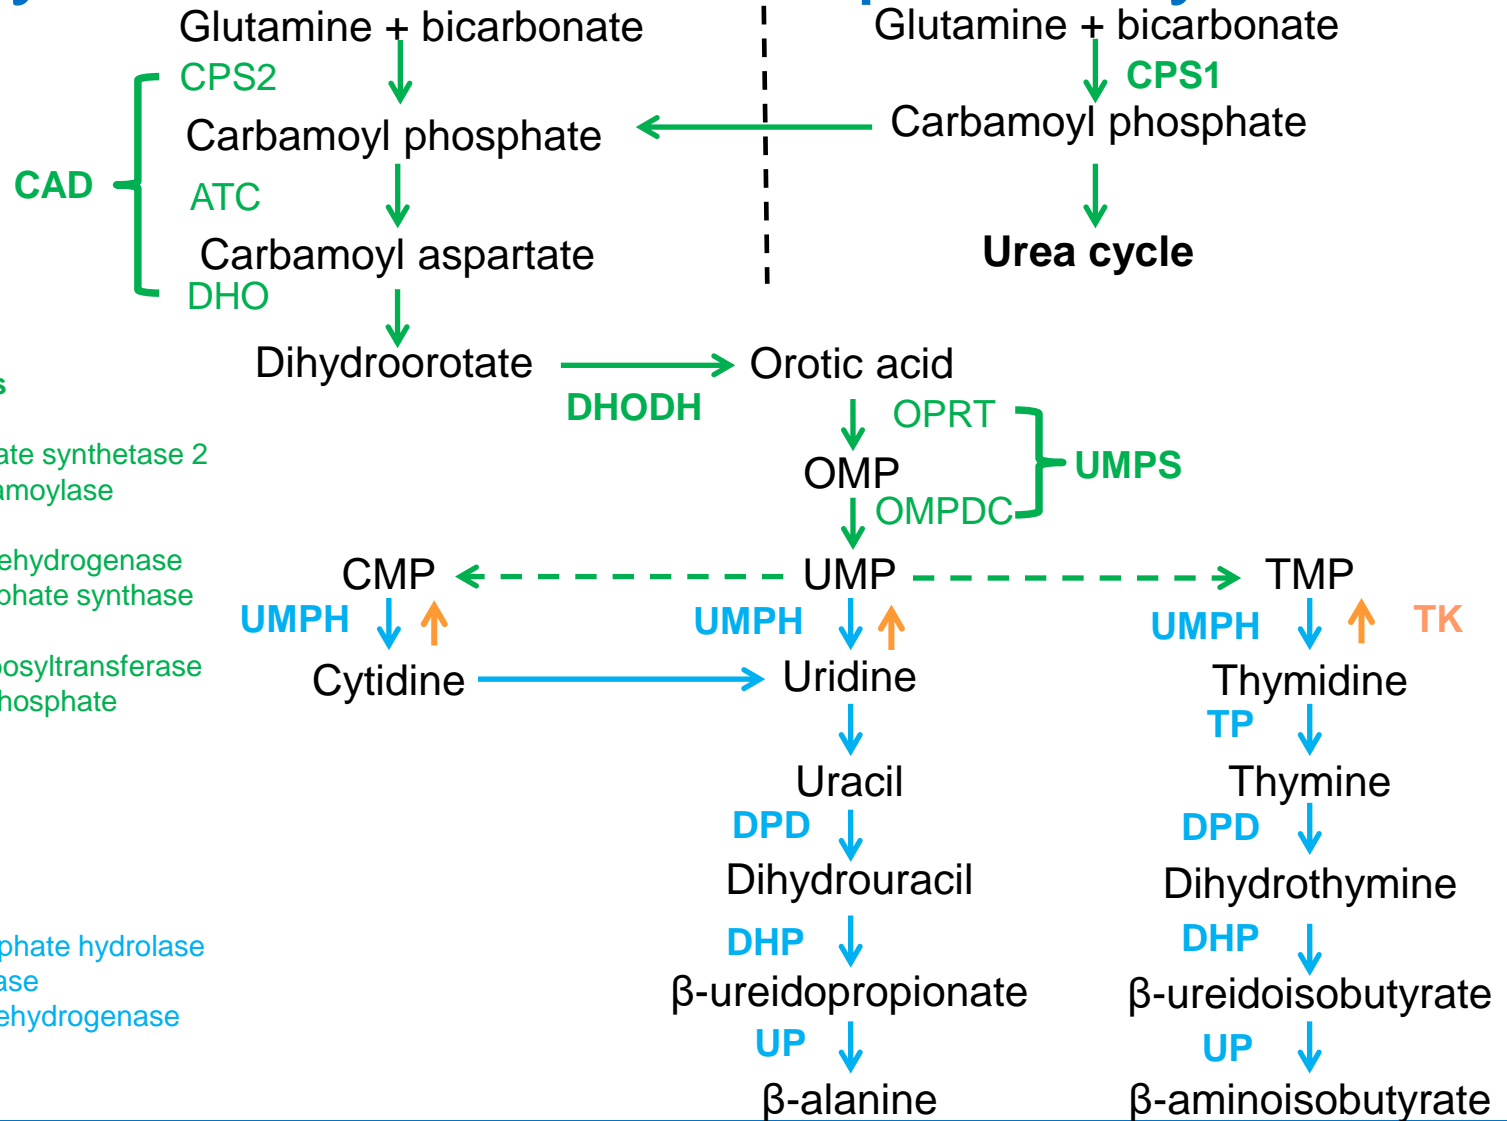 Glutamine + bicarbonate
Glutamine + bicarbonate
CPS2
CPS1
Carbamoyl phosphate
Carbamoyl phosphate
CAD
ATC
Carbamoyl aspartate
Urea cycle
DHO
Dihydroorotate
Orotic acid
DHODH
s
OPRT
ate synthetase 2
OMP
UMPS
amoylase
OMPDC
ehydrogenase
CMP
UMP
TMP
phate synthase
UMPH
UMPH
UMPH
TK
osyltransferase
Cytidine
Uridine
Thymidine
hosphate
TP
Uracil
Thymine
DPD
DPD
Dihydrouracil
Dihydrothymine
phate hydrolase
DHP
DHP
ase
β-ureidopropionate
β-ureidoisobutyrate
ehydrogenase
UP
UP
β-alanine
β-aminoisobutyrate